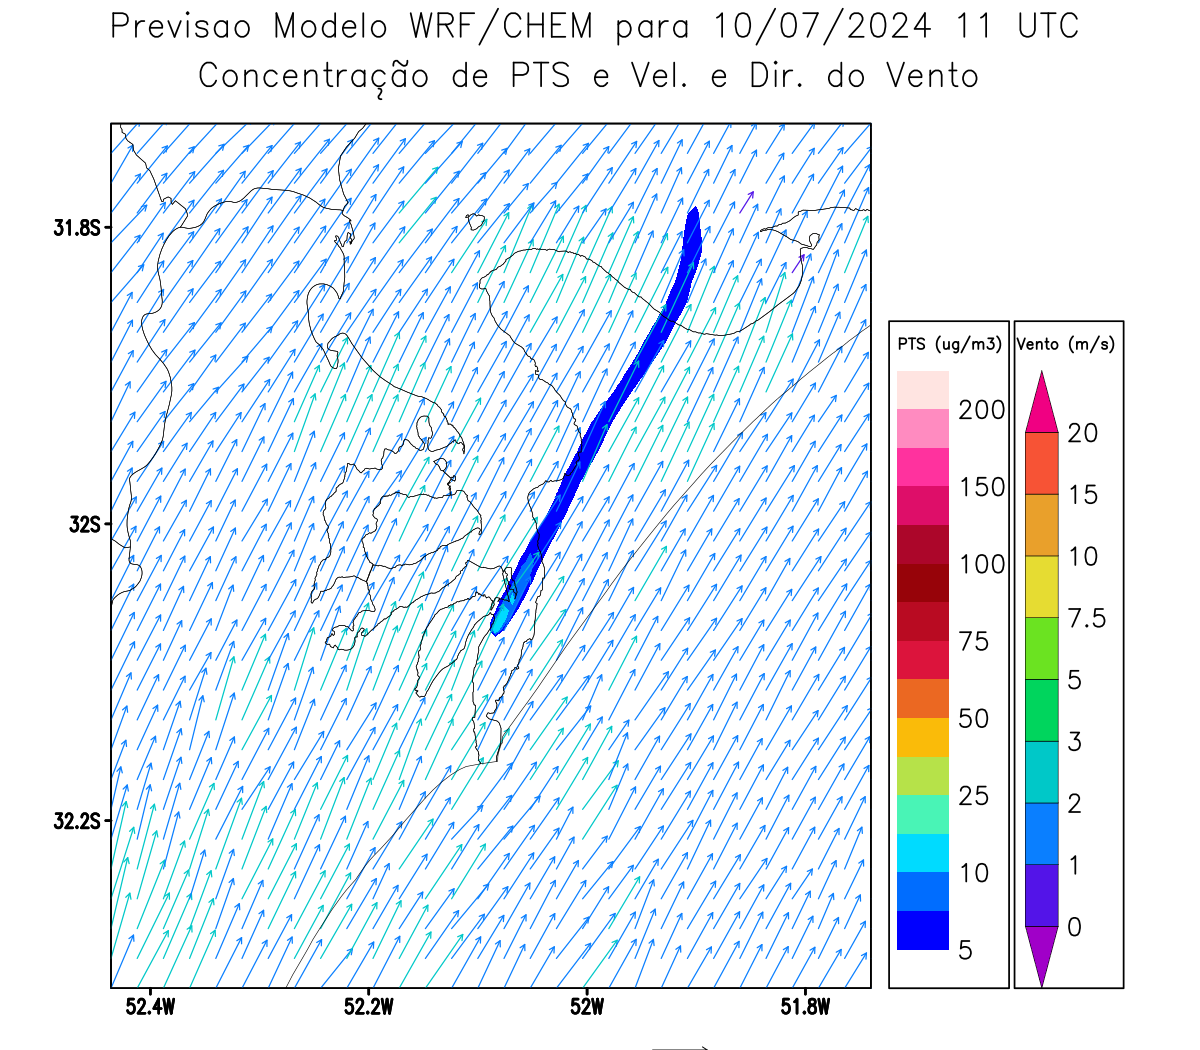 Previsao Modelo WRF/CHEM para 10/07/2024 11 UTC
Concentração de PTS e Vel. e Dir. do Vento
31.8S
32S
32.2S
52.4W 52.2W 52W 51.8W
PTS (ug/m3)
200
150
100
75
50
25
10
5
Vento (m/s)
20
15
10
7.5
5
3
2
1
0